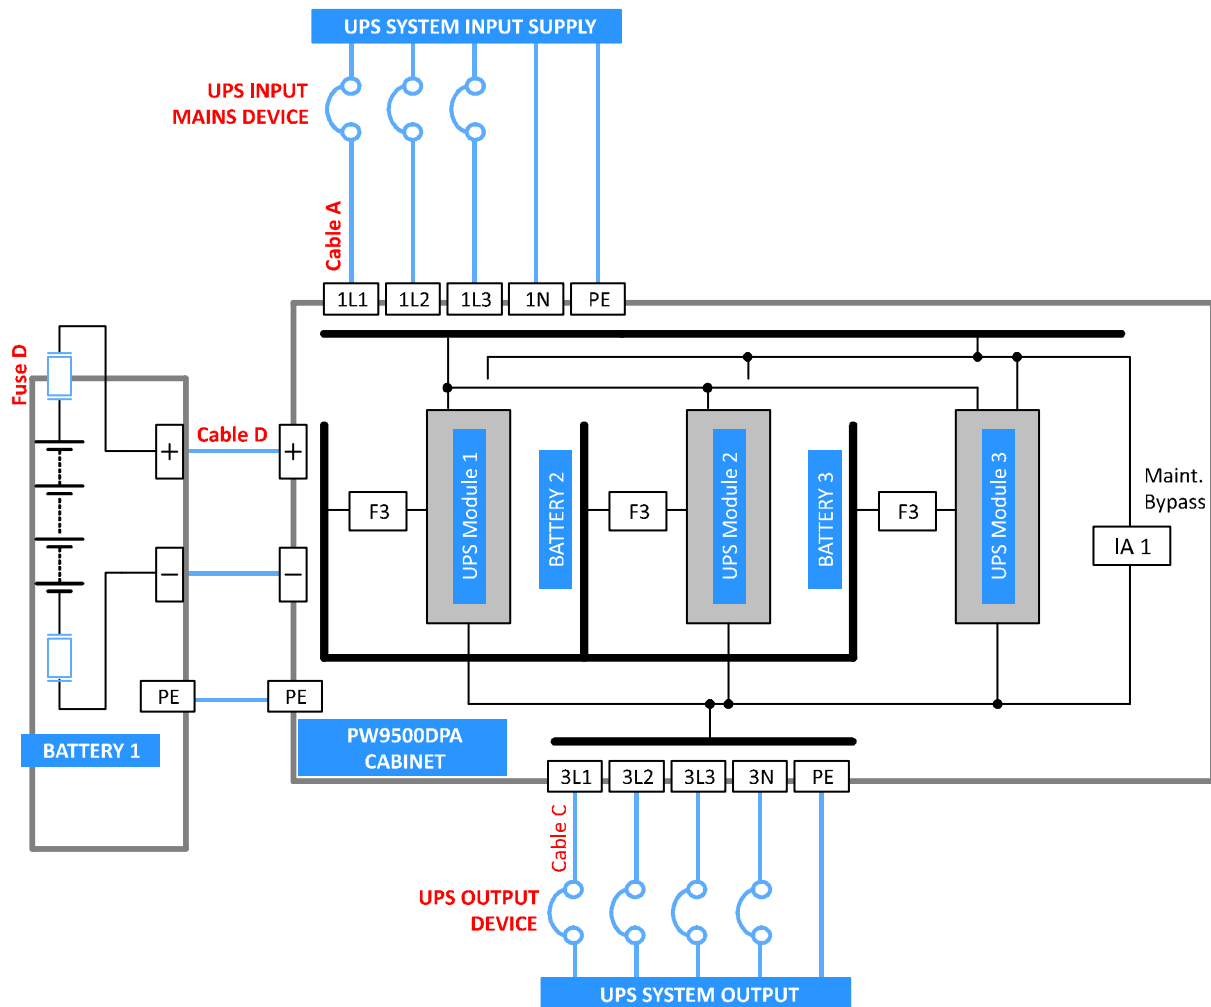 UPS SYSTEM INPUT SUPPLY
UPS INPUT
MAINS DEVICE
Cable A
1L1
1L2
1L3
1N
PE
Fuse D
+
Cable D
+
UPS Module 1
BATTERY 2
UPS Module 2
BATTERY 3
UPS Module 3
Maint.
Bypass
F3
F3
F3
IA 1
−
−
PE
PE
BATTERY 1
PW9500DPA
CABINET
3L1
3L2
3L3
3N
PE
Cable C
UPS OUTPUT
DEVICE
UPS SYSTEM OUTPUT